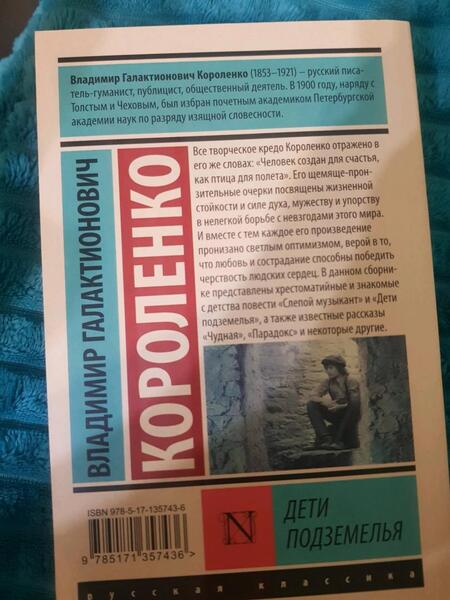 Владимир Галактионович Короленко (1853–1921) – русский писа-
тель-гуманист, публицист, общественный деятель. В 1900 году, наряду с
Толстым и Чеховым, был избран почетным академиком Петербургской
академии наук по разряду изящной словесности.
ВЛАДИМИР ГАЛАКТИОНОВИЧ
КОРОЛЕНКО
Все творческое кредо Короленко отражено в
его же словах: «Человек создан для счастья,
как птица для полета». Его щемяще-прон-
зительные очерки посвящены жизненной
стойкости и силе духа, мужеству и упорству
в нелегкой борьбе с невзгодами этого мира.
И вместе с тем каждое его произведение
пронизано светлым оптимизмом, верой в то,
что любовь и сострадание способны победить
черствость людских сердец. В данном сборни-
ке представлены хрестоматийные и знакомые
с детства повести «Слепой музыкант» и «Дети
подземелья», а также известные рассказы
«Чудная», «Парадокс» и некоторые другие.
ISBN 978-5-17-135743-6
9 785171 357436 >
N
ДЕТИ
ПОДЗЕМЕЛЬЯ
русская классика